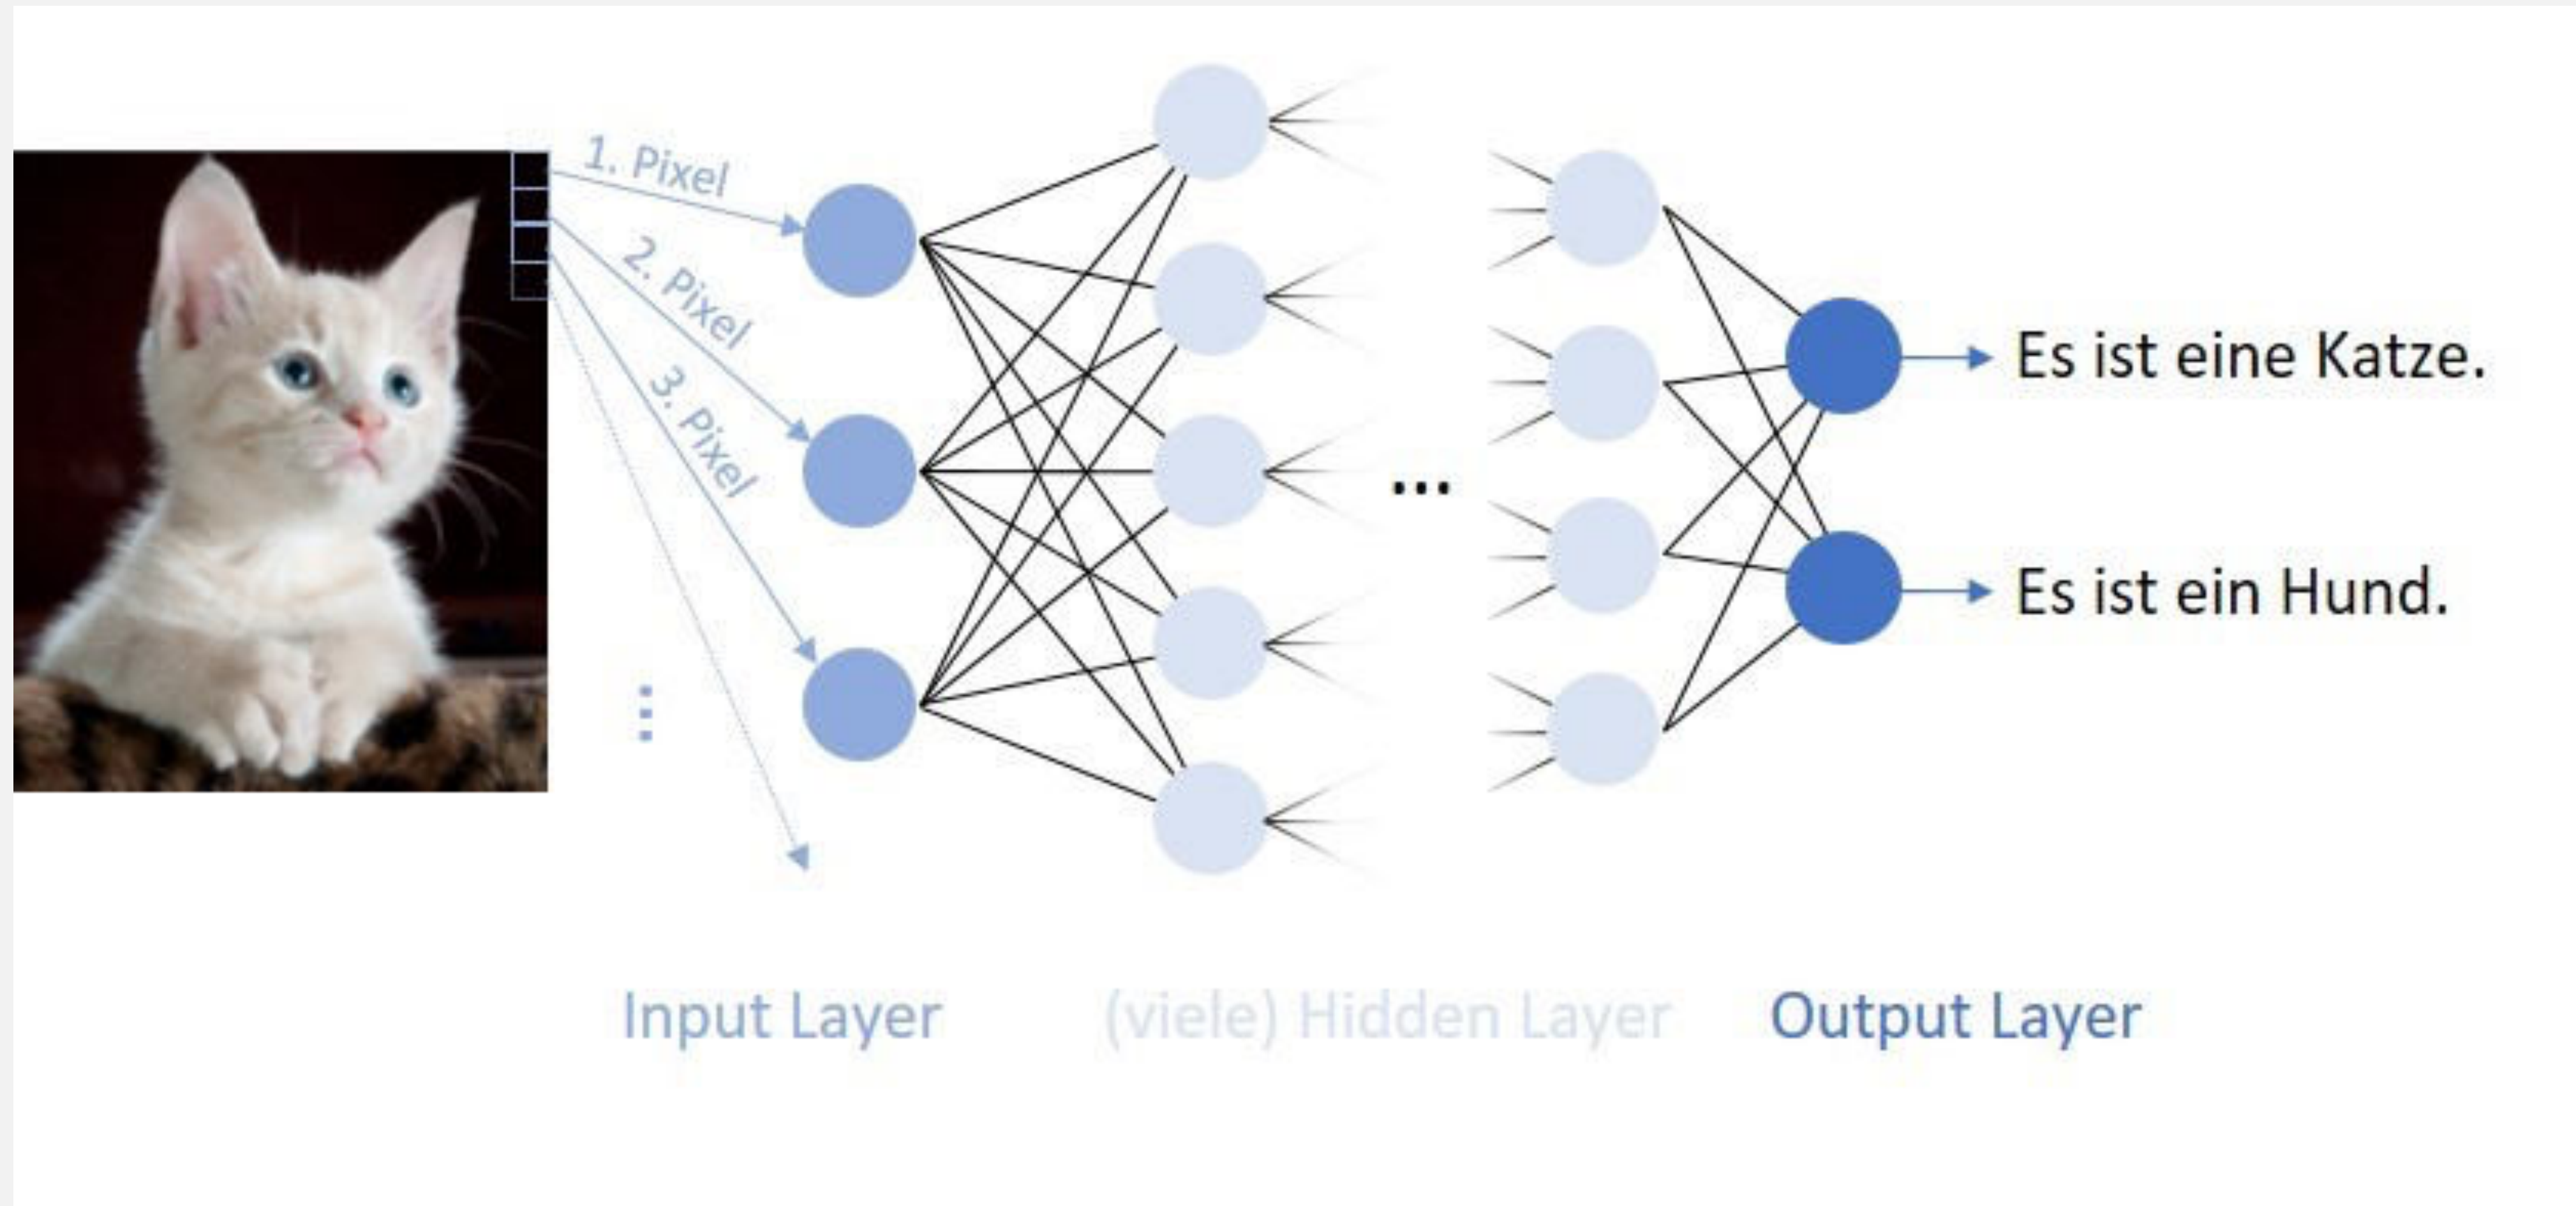 1. Pixel
2. Pixel
3. Pixel
...
...
Es ist eine Katze.
Es ist ein Hund.
Input Layer
(viele) Hidden Layer
Output Layer